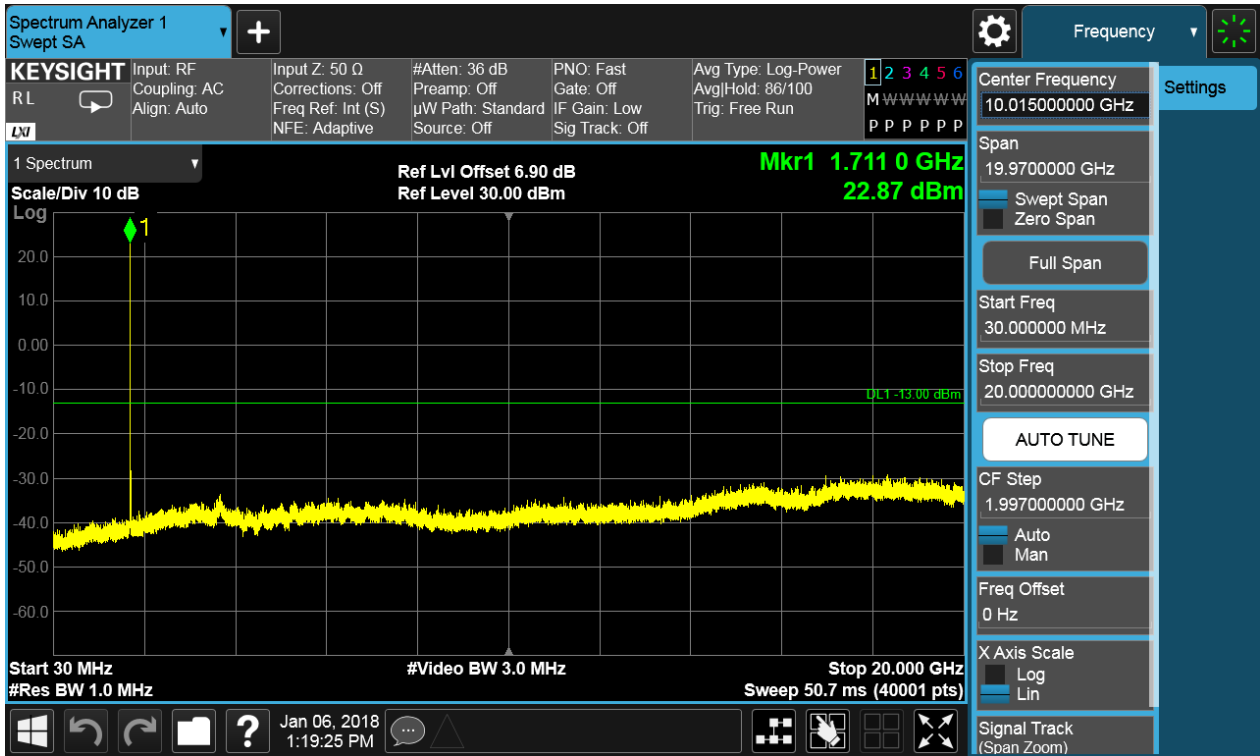 Spectrum Analyzer 1
Swept SA
Frequency
KEYSIGHT
R L
LXI
Input: RF
Coupling: AC
Align: Auto
Input Z: 50 Ω
Corrections: Off
Freq Ref: Int (S)
NFE: Adaptive
#Atten: 36 dB
Preamp: Off
µW Path: Standard
Source: Off
PNO: Fast
Gate: Off
IF Gain: Low
Sig Track: Off
Avg Type: Log-Power
Avg|Hold: 86/100
Trig: Free Run
1 2 3 4 5 6
M W W W W W
P P P P P P
1 Spectrum
Scale/Div 10 dB
Ref Lvl Offset 6.90 dB
Ref Level 30.00 dBm
Mkr1 1.711 0 GHz
22.87 dBm
Log
1
20.0
10.0
0.00
-10.0
DL1 -13.00 dBm
-20.0
-30.0
-40.0
-50.0
-60.0
Start 30 MHz
#Video BW 3.0 MHz
Stop 20.000 GHz
#Res BW 1.0 MHz
Sweep 50.7 ms (40001 pts)
?
Jan 06, 2018
1:19:25 PM
Center Frequency
10.015000000 GHz
Settings
Span
19.9700000 GHz
Swept Span
Zero Span
Full Span
Start Freq
30.000000 MHz
Stop Freq
20.000000000 GHz
AUTO TUNE
CF Step
1.997000000 GHz
Auto
Man
Freq Offset
0 Hz
X Axis Scale
Log
Lin
Signal Track
(Span Zoom)